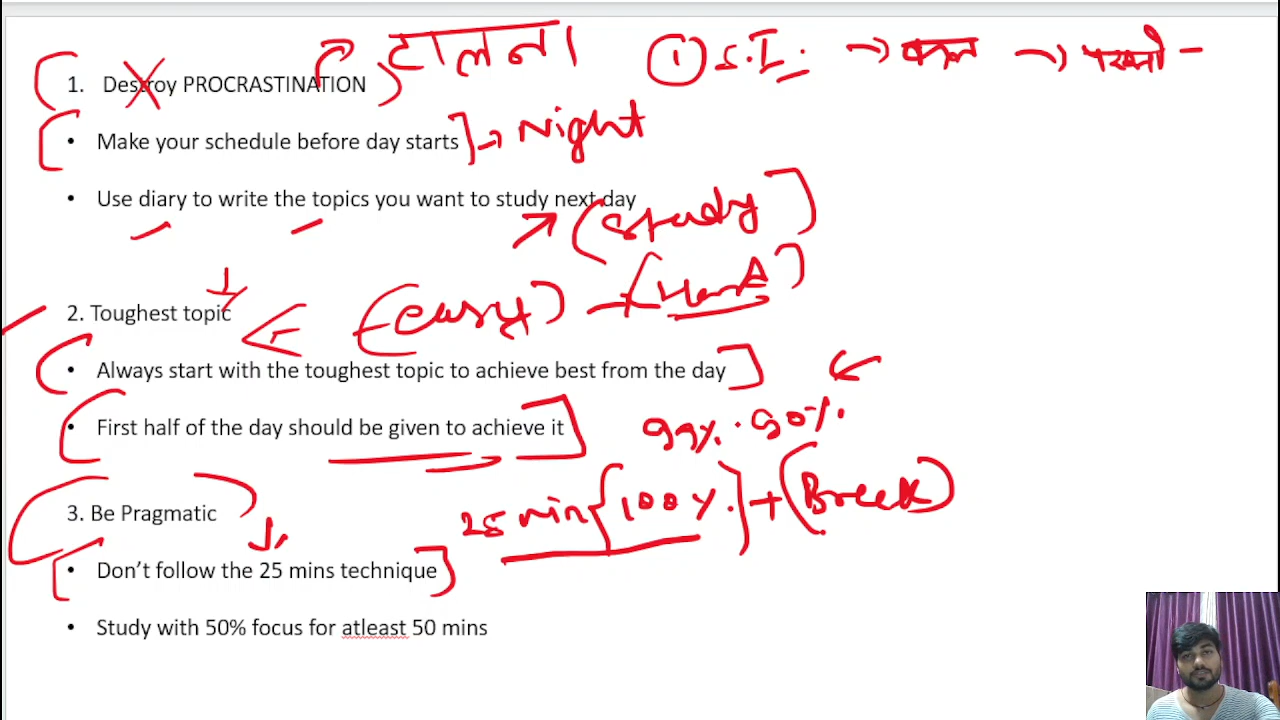 1. Destroy PROCRASTINATION टालना ① S.I. → कल → परसो -
• Make your schedule before day starts → Night
• Use diary to write the topics you want to study next day
(Study)
2. Toughest topic (easy)
• Always start with the toughest topic to achieve best from the day
• First half of the day should be given to achieve it
99%. 90%.
3. Be Pragmatic 25 min {100%.} + (Break)
• Don’t follow the 25 mins technique
• Study with 50% focus for atleast 50 mins